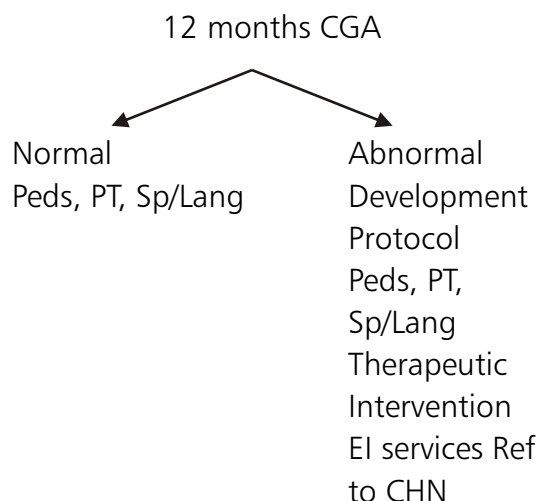 12 months CGA
Normal
Peds, PT, Sp/Lang
Abnormal
Development
Protocol
Peds, PT,
Sp/Lang
Therapeutic
Intervention
EI services Ref
to CHN